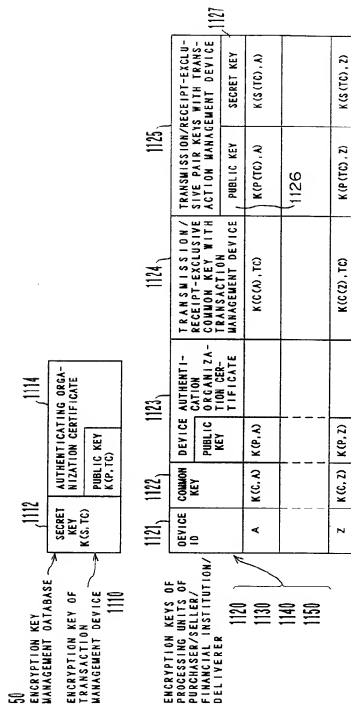 50
ENCRYPTION KEY
MANAGEMENT DATABASE
ENCRYPTION KEY OF
TRANSACTION
MANAGEMENT DEVICE
1110
1112
SECRET
KEY
K(S,TC)
1114
AUTHENTICATING ORGA-
NIZATION CERTIFICATE
PUBLIC KEY
K(P,TC)
ENCRYPTION KEYS OF
PROCESSING UNITS OF
PURCHASER/SELLER/
FINANCIAL INSTITUTION/
DELIVERER
1120
1130
1140
1150
1121
DEVICE
ID
1122
COMMON
KEY
1123
DEVICE AUTHENTI-
CATION
ORGANIZA-
TION CER-
TIFICATE
PUBLIC
KEY
1124
TRANSMISSION/
RECEIPT-EXCLUSIVE
COMMON KEY WITH
TRANSACTION
MANAGEMENT DEVICE
1125
TRANSMISSION/RECEIPT-EXCLU-
SIVE PAIR KEYS WITH TRANS-
ACTION MANAGEMENT DEVICE
PUBLIC KEY
1126
SECRET KEY
1127
A K(C,A) K(P,A) K(C(A),TC) K(P(TC),A) K(S(TC),A)
Z K(C,Z) K(P,Z) K(C(Z),TC) K(P(TC),Z) K(S(TC),Z)